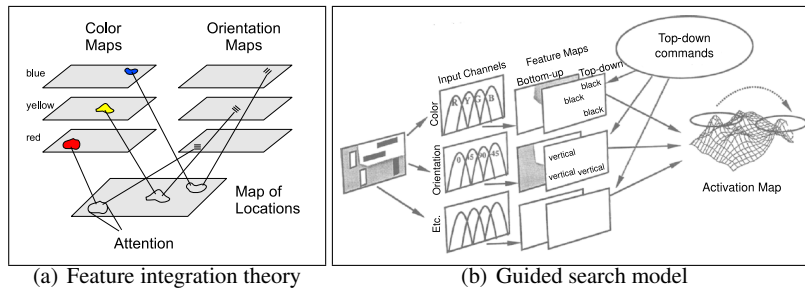 Color
Maps
Orientation
Maps
blue
yellow
red
Map of
Locations
Attention
(a) Feature integration theory
Top-down
commands
Input Channels
Feature Maps
Bottom-up
Top-down
Color
R Y G B
black
black
black
Orientation
0 45 90 -45
vertical
vertical vertical
Etc.
Activation Map
(b) Guided search model